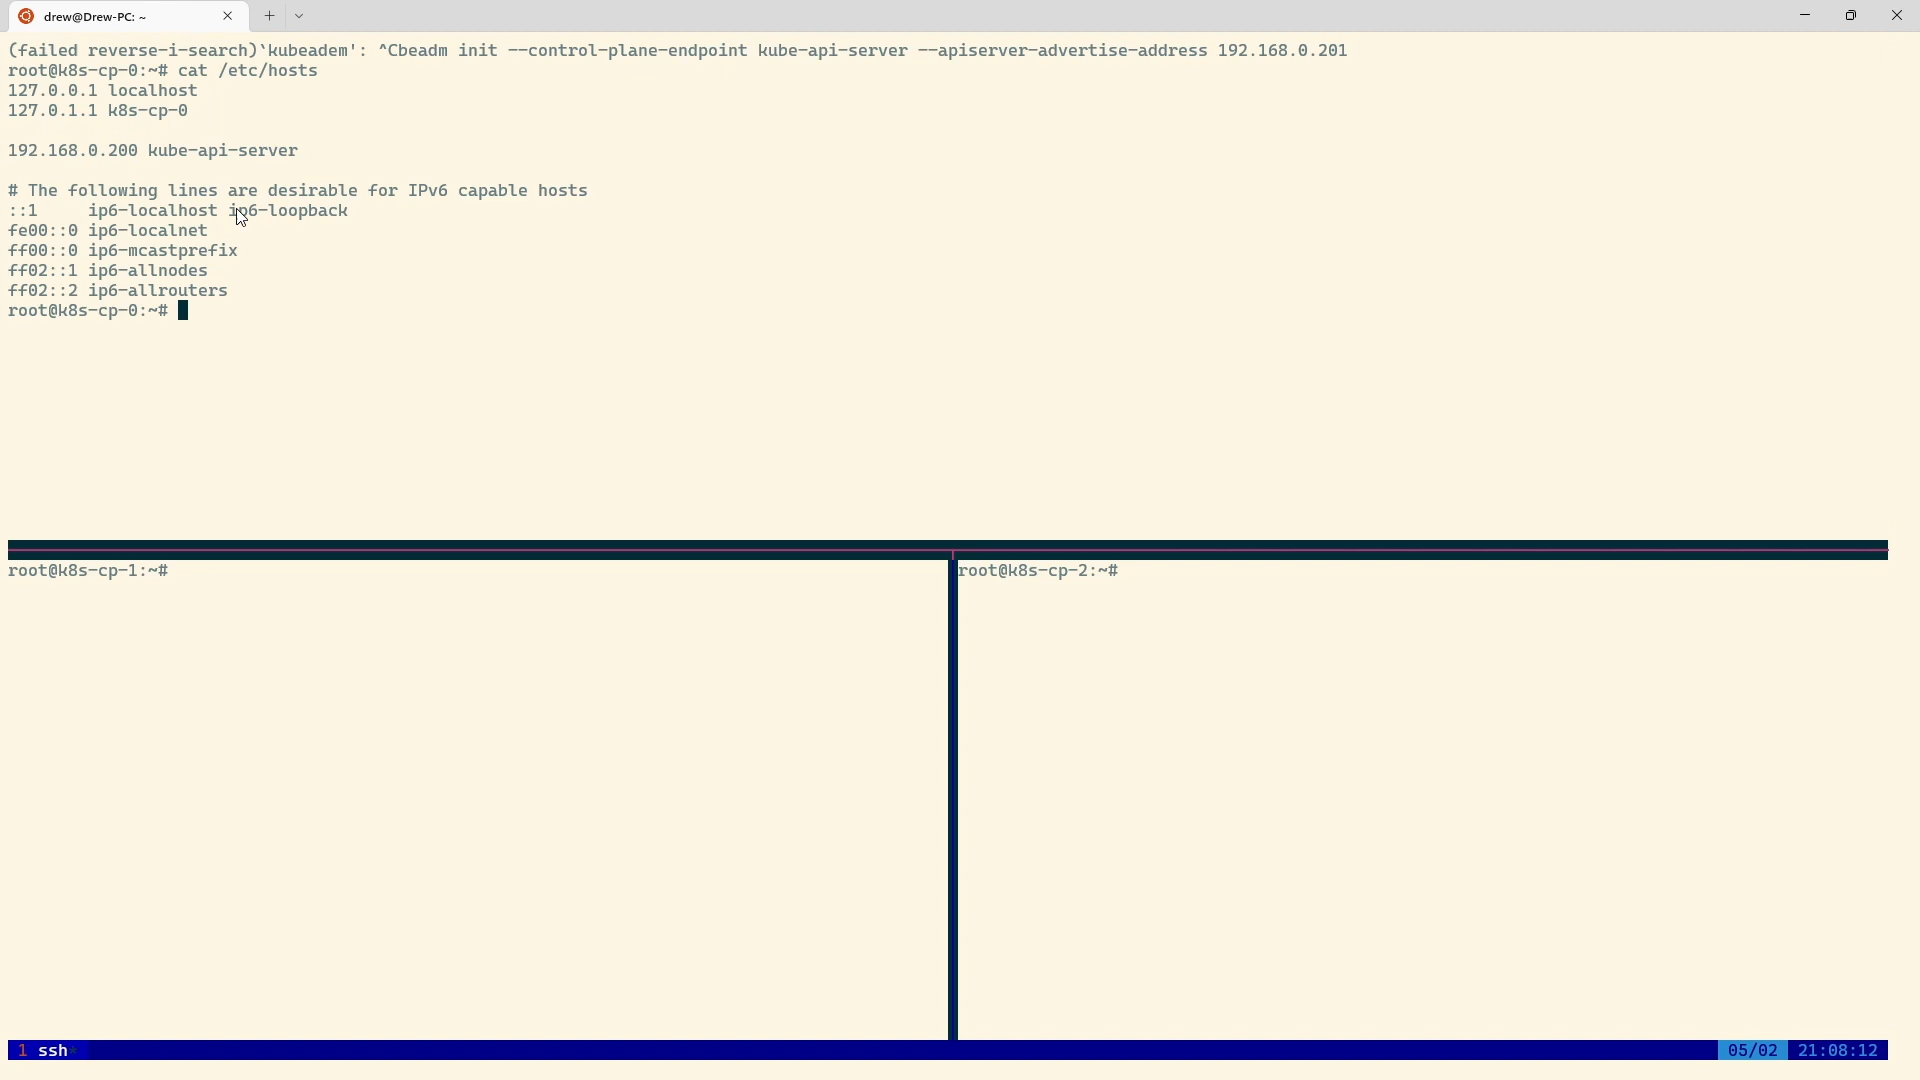 drew@Drew-PC: ~
(failed reverse-i-search)`kubeadem': ^Cbeadm init --control-plane-endpoint kube-api-server --apiserver-advertise-address 192.168.0.201
root@k8s-cp-0:~# cat /etc/hosts
127.0.0.1 localhost
127.0.1.1 k8s-cp-0
192.168.0.200 kube-api-server
# The following lines are desirable for IPv6 capable hosts
::1     ip6-localhost ip6-loopback
fe00::0 ip6-localnet
ff00::0 ip6-mcastprefix
ff02::1 ip6-allnodes
ff02::2 ip6-allrouters
root@k8s-cp-0:~#
root@k8s-cp-1:~#
root@k8s-cp-2:~#
1 ssh*
05/02 21:08:12